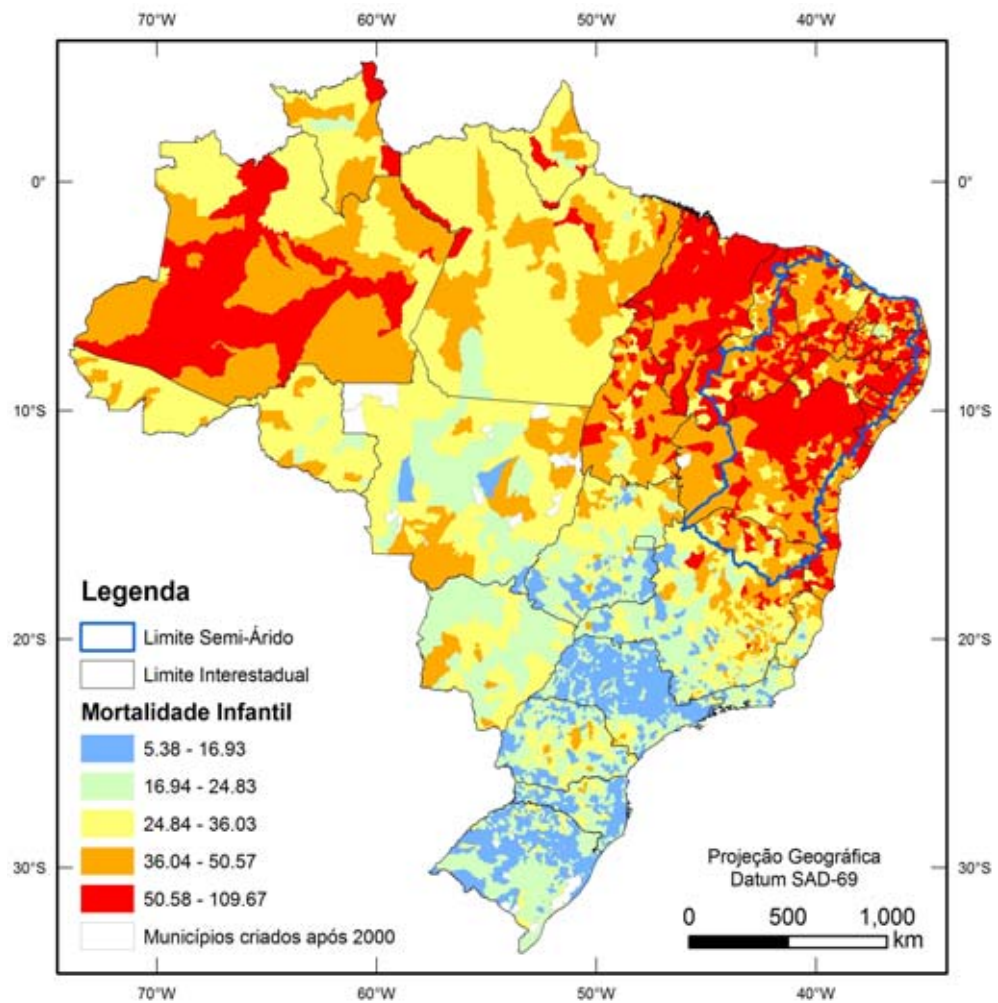 70°W 60°W 50°W 40°W
0° 0°
10°S 10°S
20°S 20°S
30°S 30°S
Legenda
Limite Semi-Árido
Limite Interestadual
Mortalidade Infantil
5.38 - 16.93
16.94 - 24.83
24.84 - 36.03
36.04 - 50.57
50.58 - 109.67
Municípios criados após 2000
Projeção Geográfica
Datum SAD-69
0 500 1,000
km
70°W 60°W 50°W 40°W